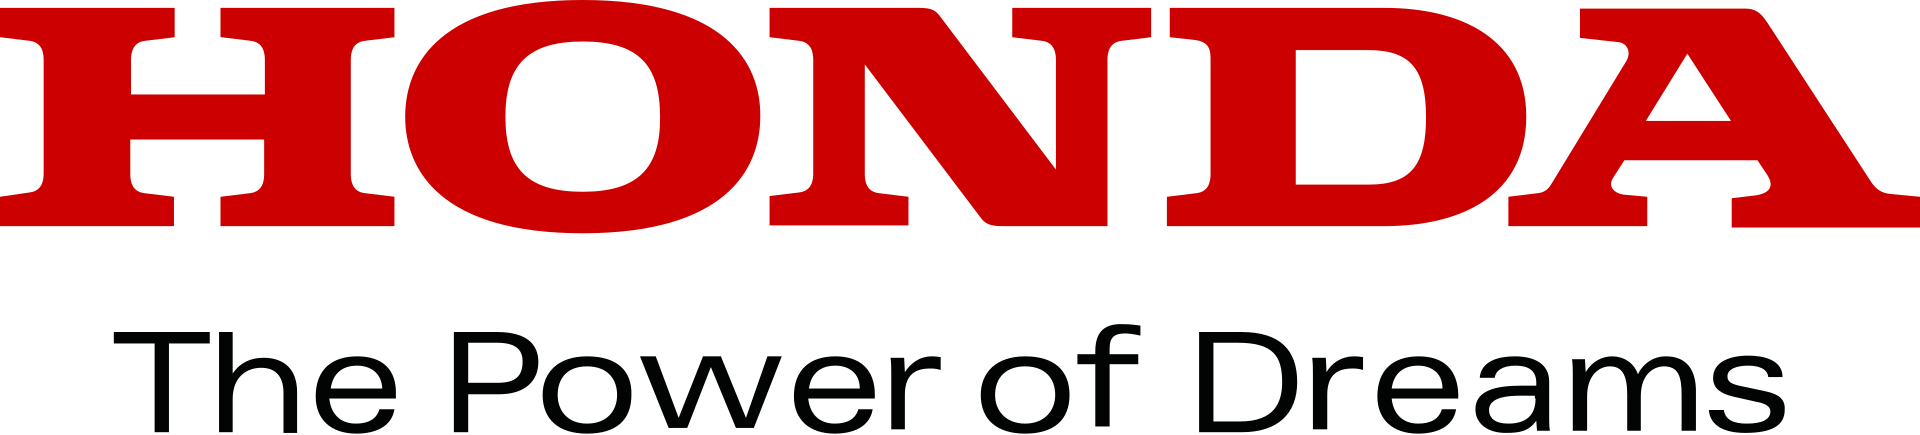 HONDA
The Power of Dreams